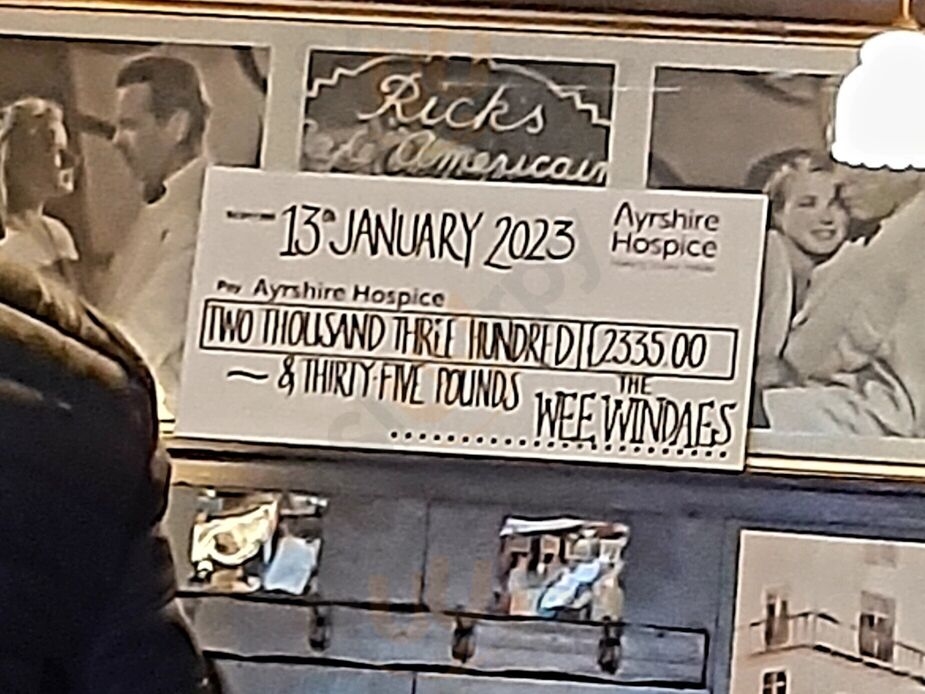 Rick's
Café Américain
13th JANUARY 2023
Ayrshire
Hospice
Pay Ayrshire Hospice
TWO THOUSAND THREE HUNDRED £2335.00
~ & THIRTY-FIVE POUNDS
THE
WEE WINDAES